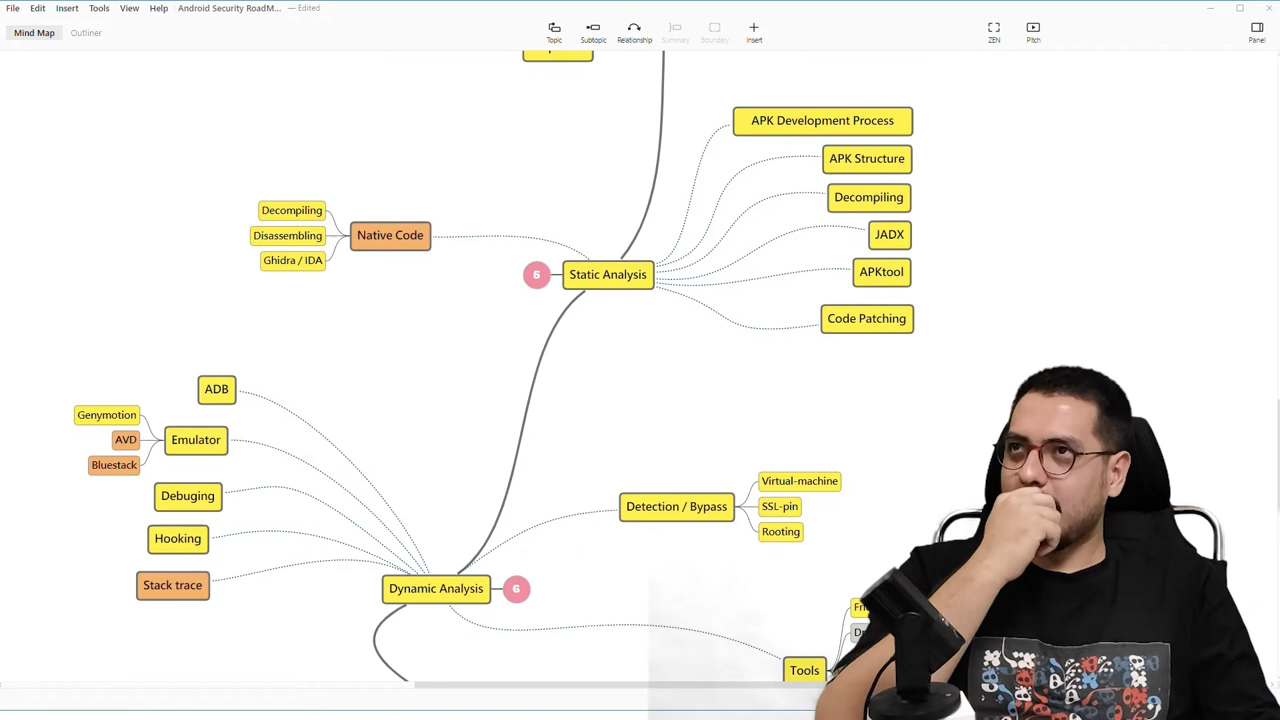 File Edit Insert Tools View Help Android Security RoadM... — Edited
Mind Map Outliner
Topic Subtopic Relationship Summary Boundary Insert ZEN Pitch Panel
APK Development Process
APK Structure
Decompiling
JADX
APKtool
Code Patching
Decompiling
Disassembling
Ghidra / IDA
Native Code
5
Static Analysis
ADB
Genymotion
AVD
Bluestack
Emulator
Debuging
Hooking
Stack trace
Detection / Bypass
Virtual-machine
SSL-pin
Rooting
Dynamic Analysis
6
Tools